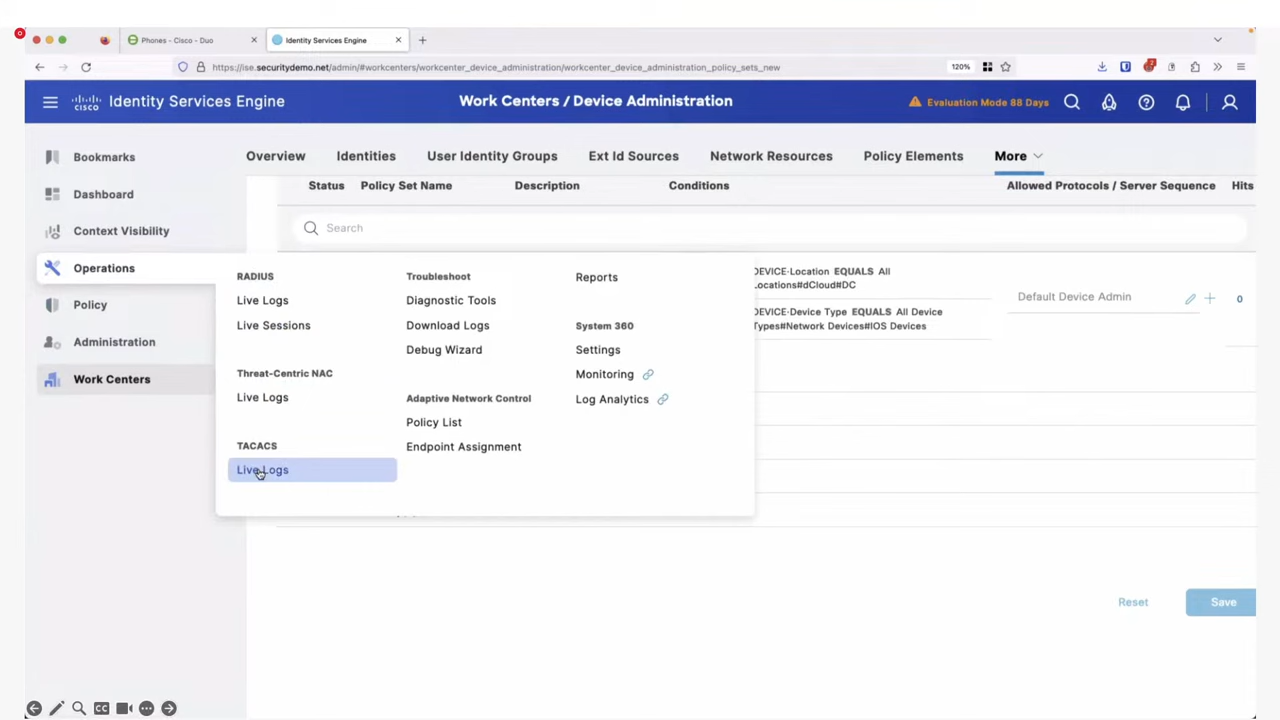 Phones - Cisco - Duo
Identity Services Engine
https://ise.securitydemo.net/admin/#workcenters/workcenter_device_administration/workcenter_device_administration_policy_sets_new
120%
cisco Identity Services Engine
Work Centers / Device Administration
Evaluation Mode 88 Days
Bookmarks
Dashboard
Context Visibility
Operations
Policy
Administration
Work Centers
Overview
Identities
User Identity Groups
Ext Id Sources
Network Resources
Policy Elements
More
Status
Policy Set Name
Description
Conditions
Allowed Protocols / Server Sequence
Hits
Search
RADIUS
Live Logs
Live Sessions
Threat-Centric NAC
Live Logs
TACACS
Live Logs
Troubleshoot
Diagnostic Tools
Download Logs
Debug Wizard
Adaptive Network Control
Policy List
Endpoint Assignment
Reports
System 360
Settings
Monitoring
Log Analytics
DEVICE-Location EQUALS All
Locations#dCloud#DC
DEVICE-Device Type EQUALS All Device
Types#Network Devices#IOS Devices
Default Device Admin
0
Reset
Save
CC